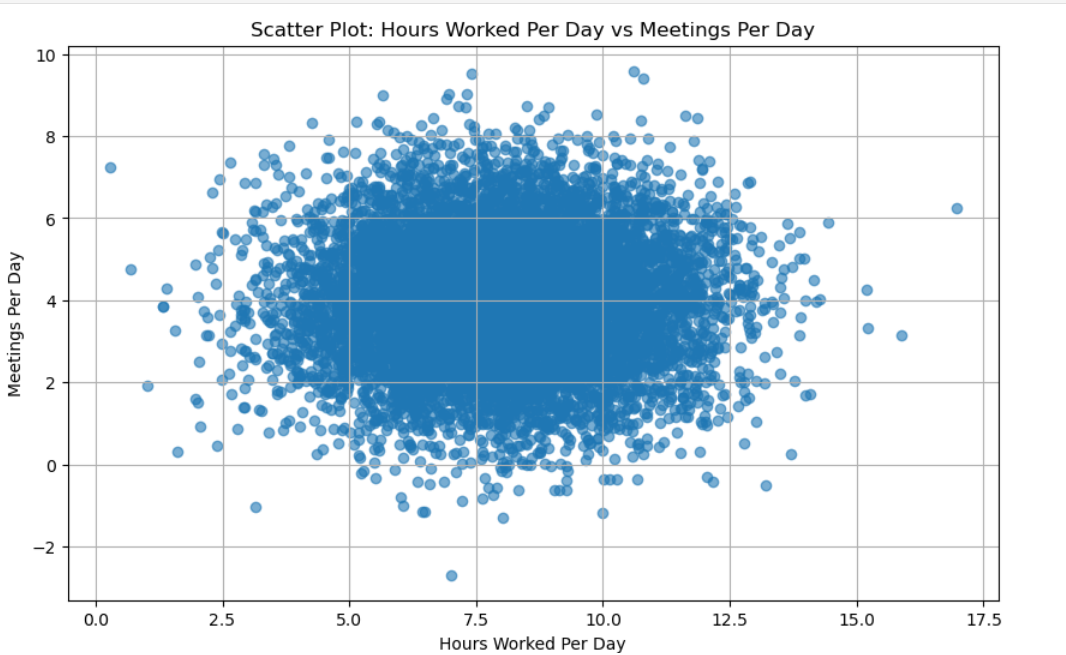 Scatter Plot: Hours Worked Per Day vs Meetings Per Day
10
8
6
4
2
0
−2
Meetings Per Day
0.0 2.5 5.0 7.5 10.0 12.5 15.0 17.5
Hours Worked Per Day